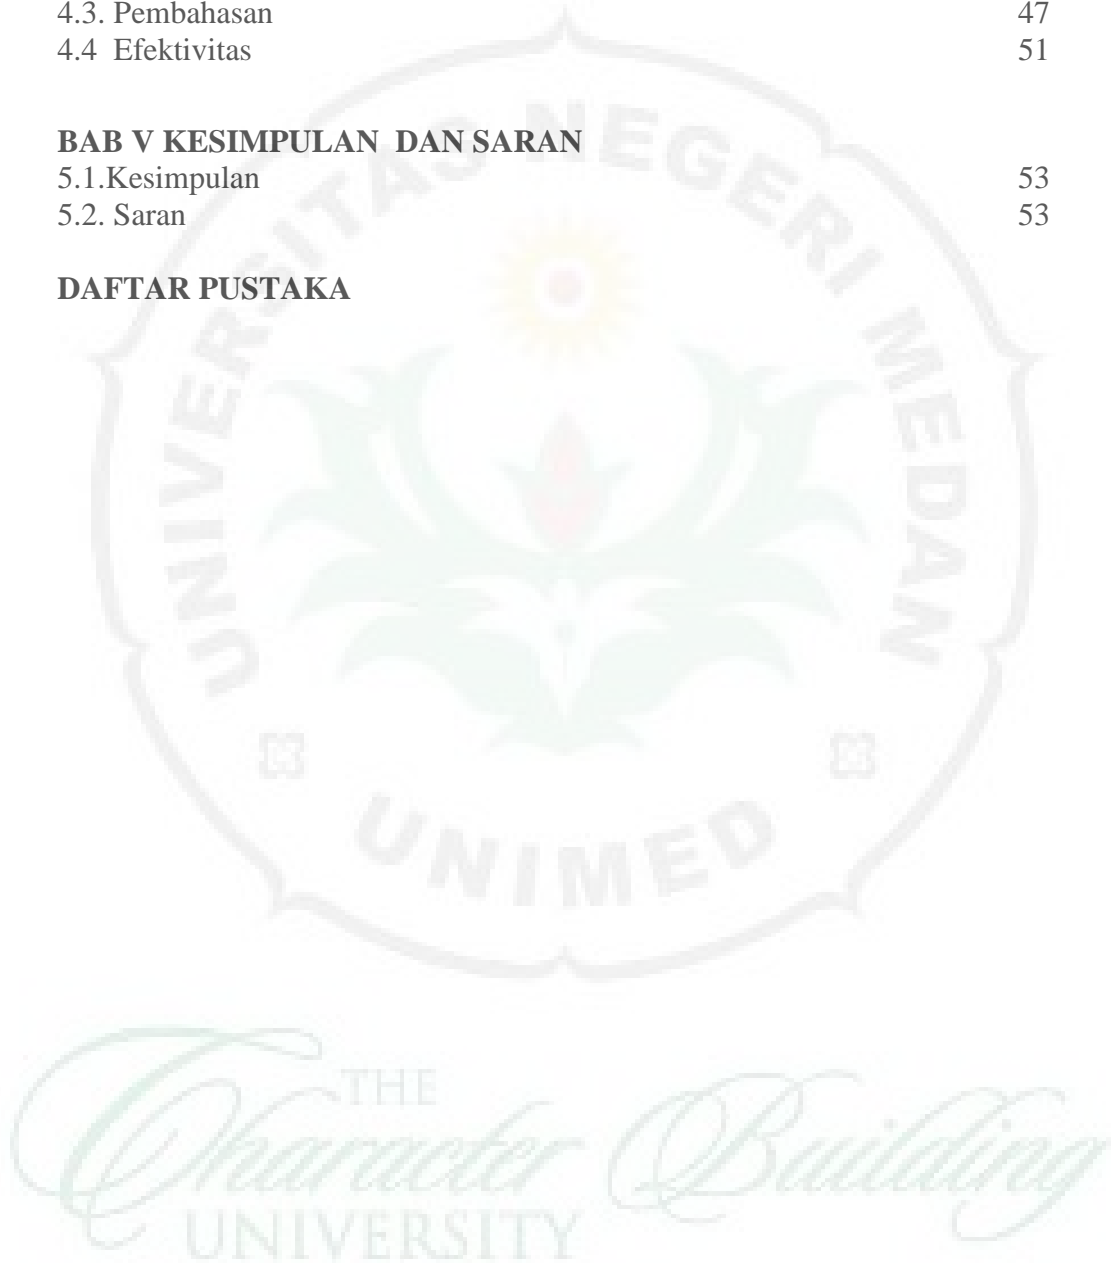 4.3. Pembahasan 47
4.4 Efektivitas 51
BAB V KESIMPULAN DAN SARAN
5.1.Kesimpulan 53
5.2. Saran 53
DAFTAR PUSTAKA
UNIVERSITAS NEGERI MEDAN
UNIMED
THE
Character Building
UNIVERSITY